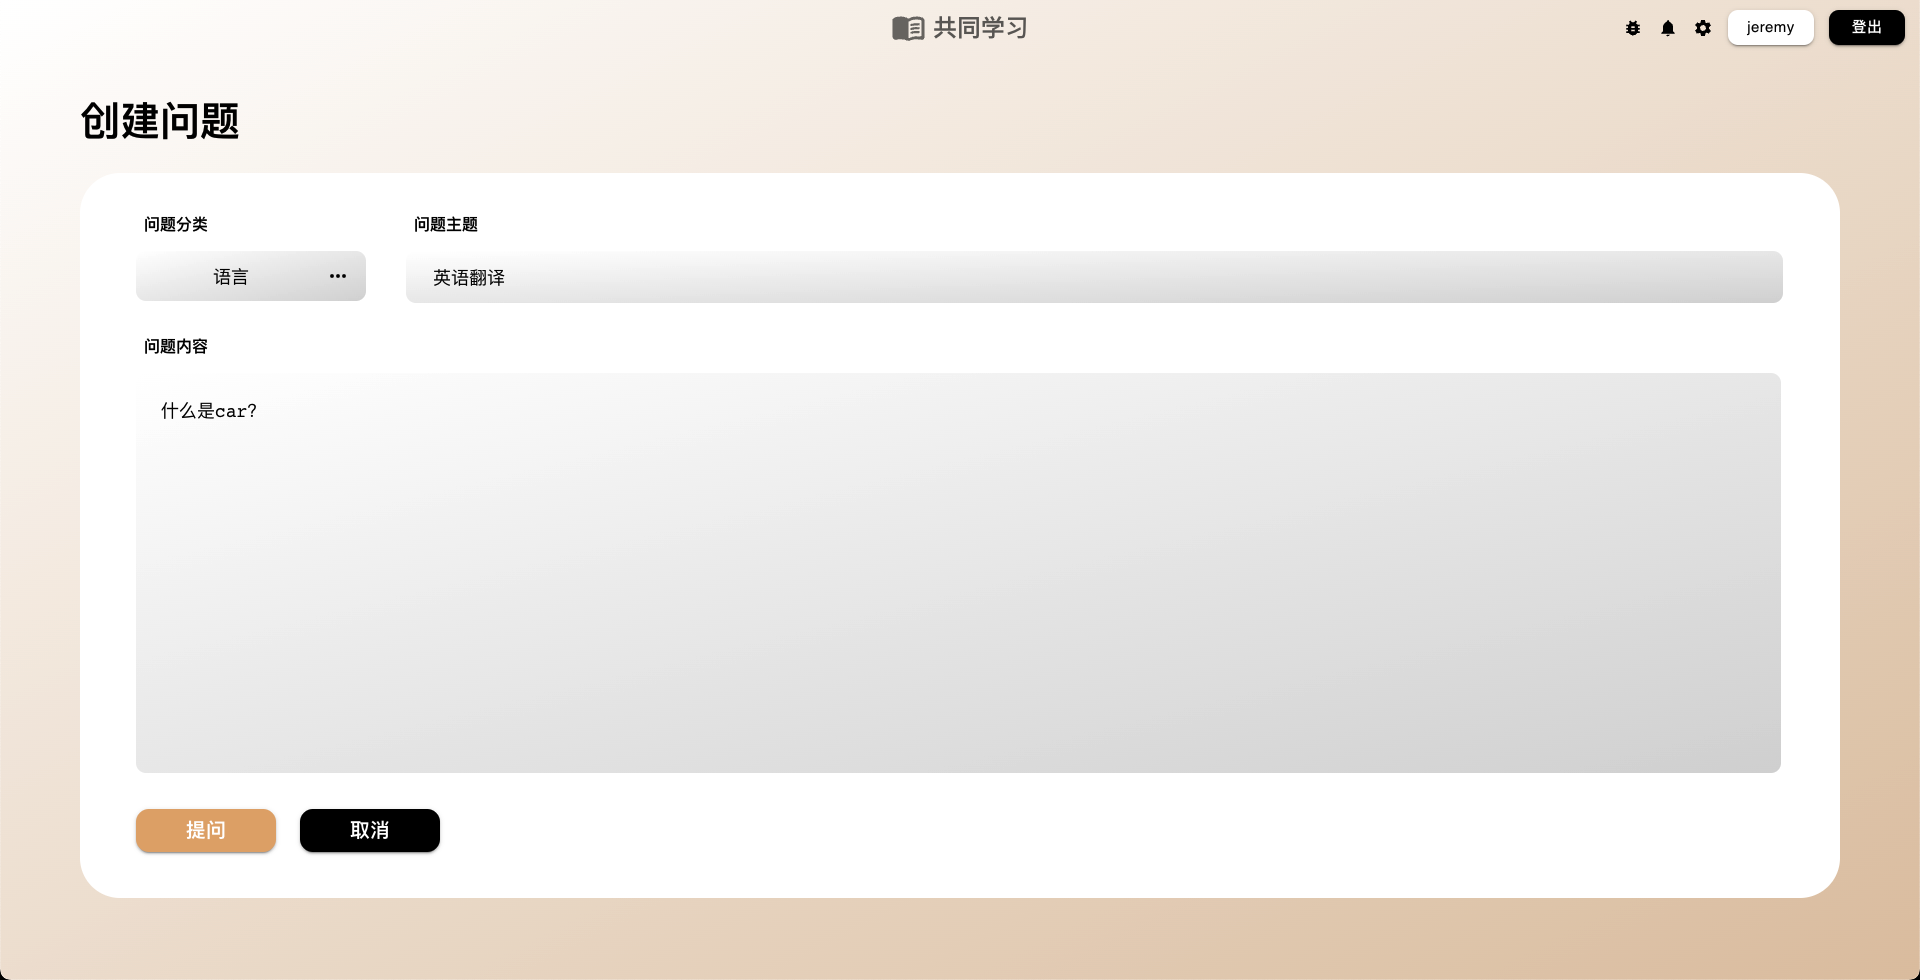 共同学习
jeremy
登出
创建问题
问题分类
问题主题
语言
英语翻译
问题内容
什么是car?
提问
取消